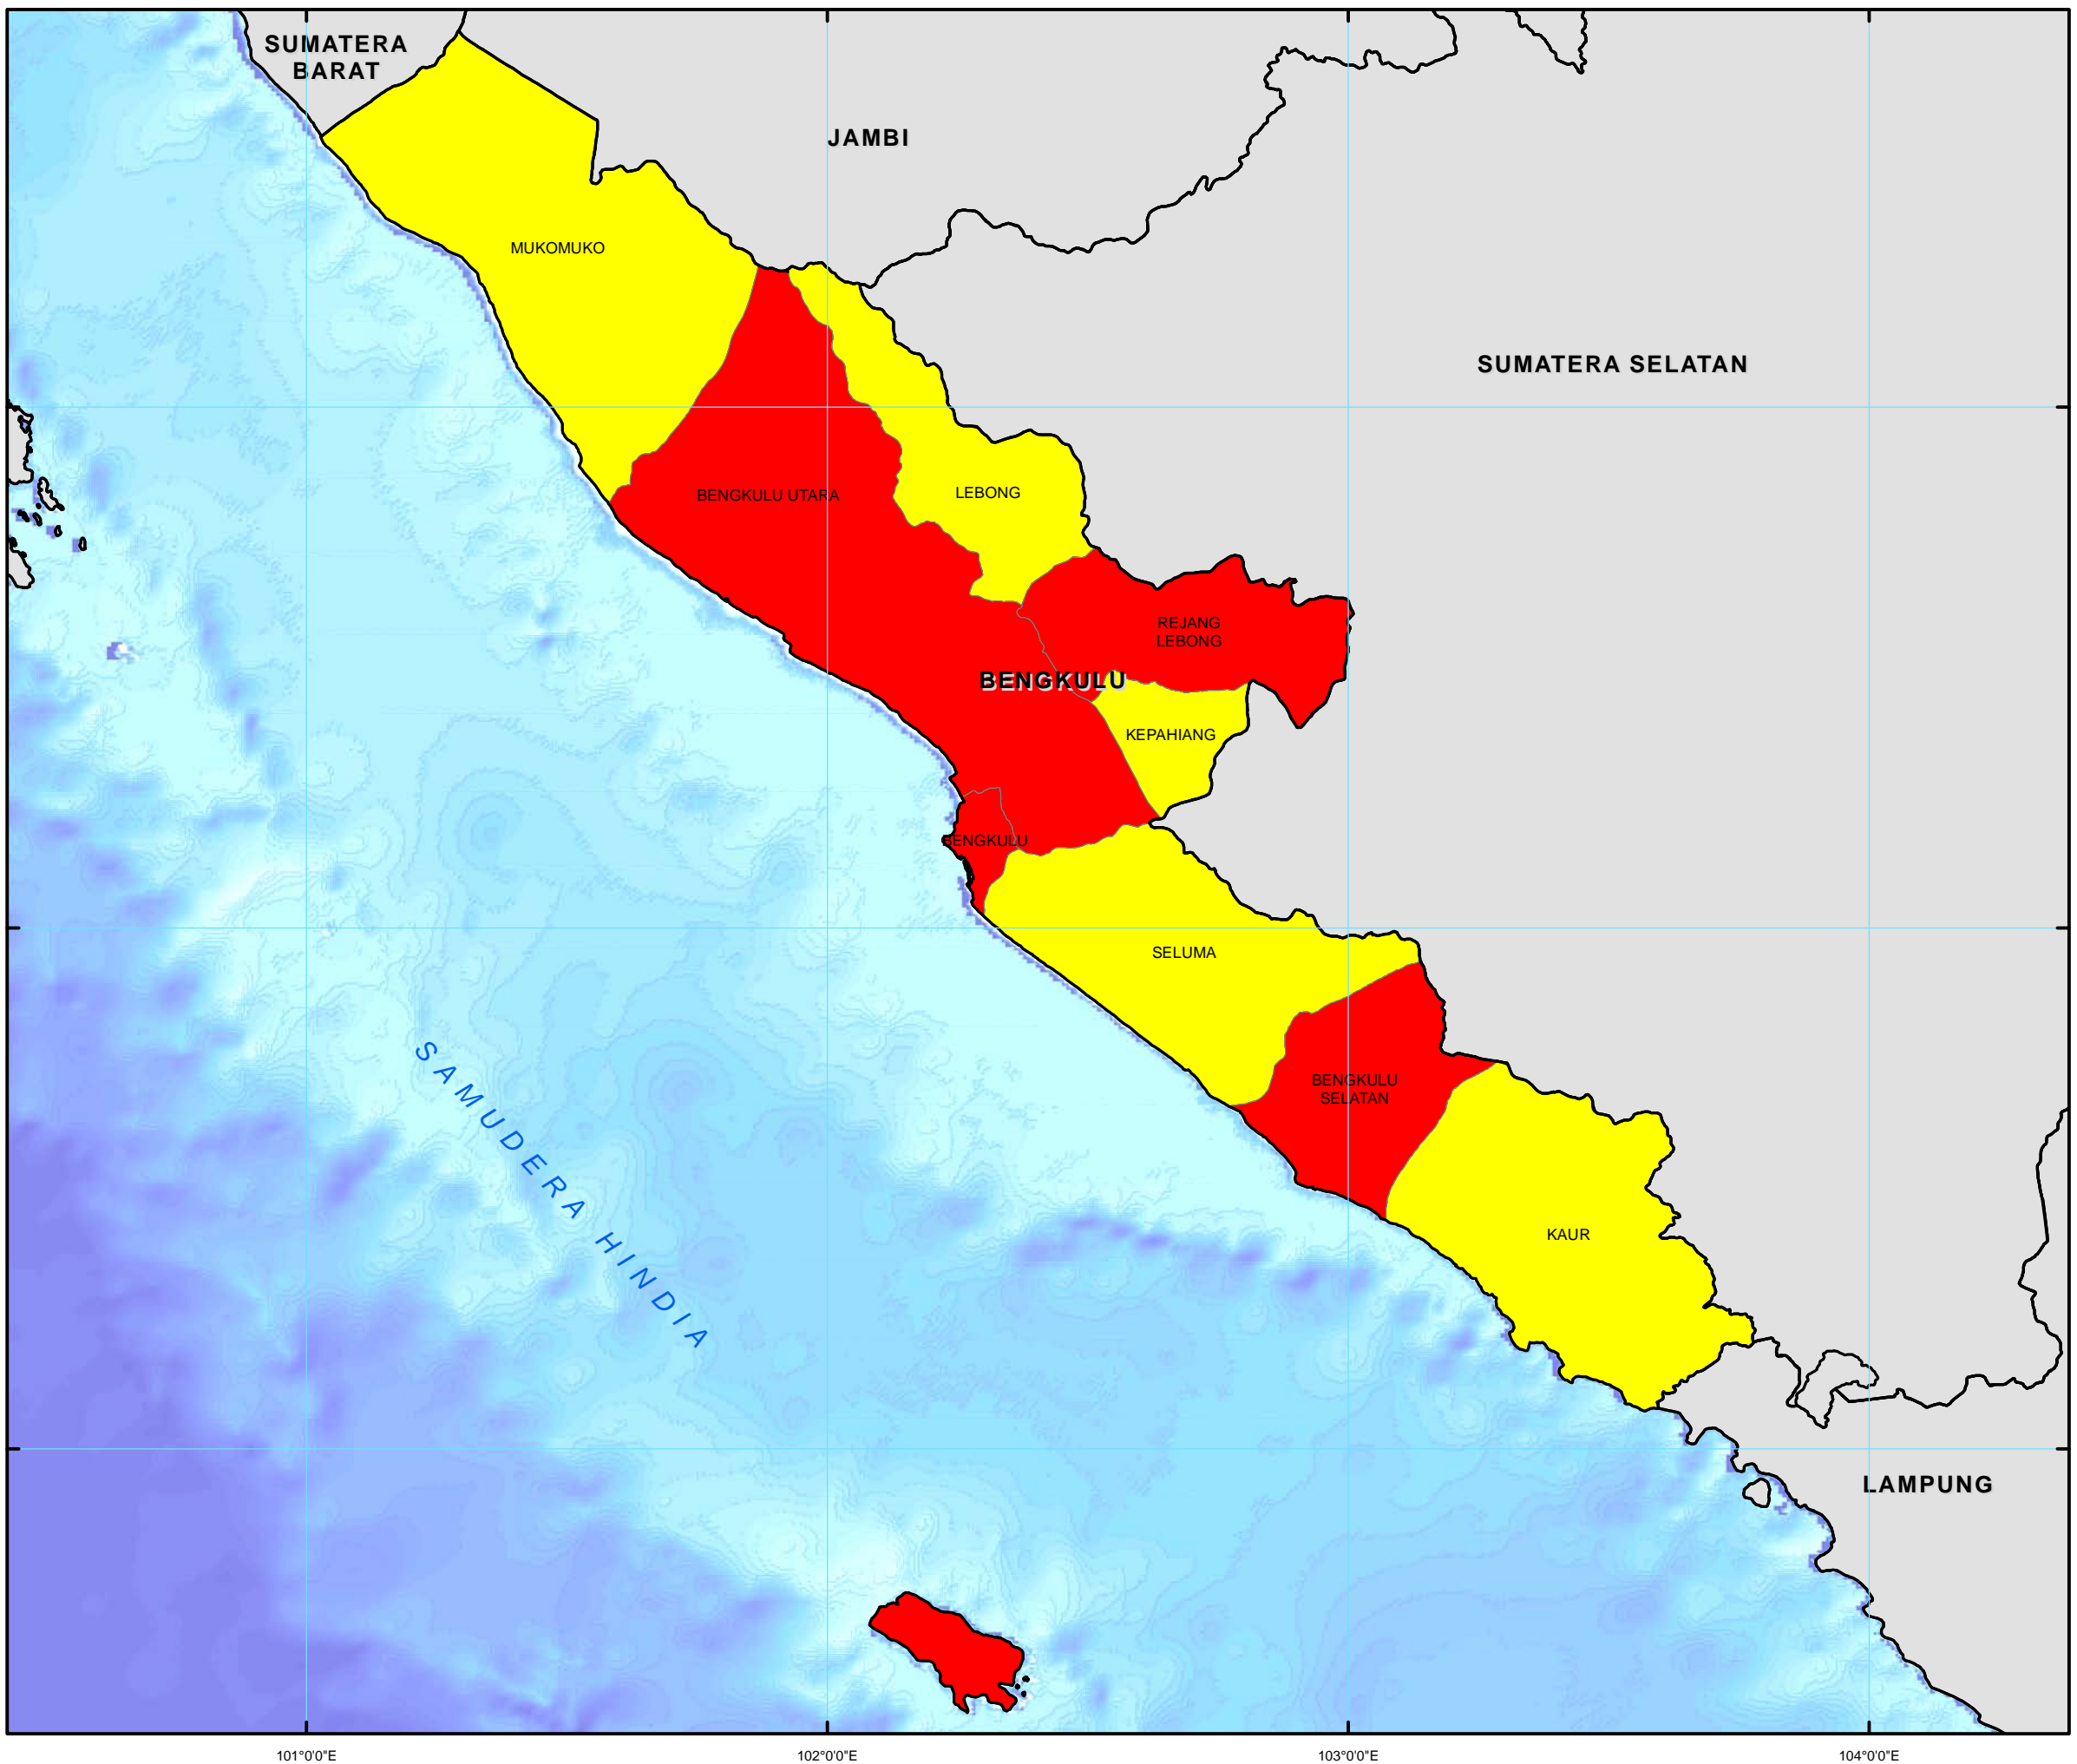 SUMATERA
BARAT
JAMBI
MUKOMUKO
SUMATERA SELATAN
BENGKULU UTARA
LEBONG
REJANG
LEBONG
BENGKULU
KEPAHIANG
BENGKULU
SELUMA
SAMUDERA HINDIA
BENGKULU
SELATAN
KAUR
LAMPUNG
101°0'0"E
102°0'0"E
103°0'0"E
104°0'0"E